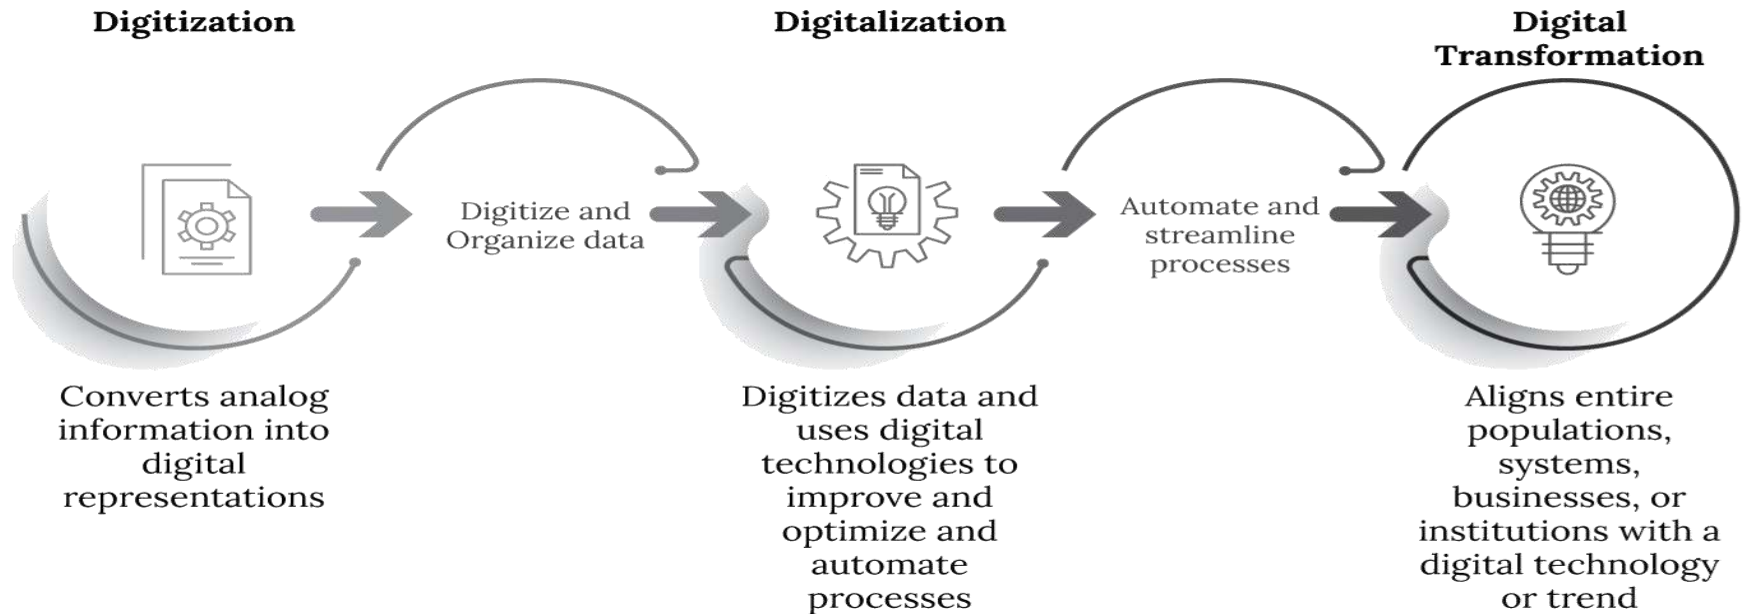 Digitization
Digitalization
Digital
Transformation
Digitize and
Organize data
Automate and
streamline
processes
Converts analog
information into
digital
representations
Digitizes data and
uses digital
technologies to
improve and
optimize and
automate
processes
Aligns entire
populations,
systems,
businesses, or
institutions with a
digital technology
or trend